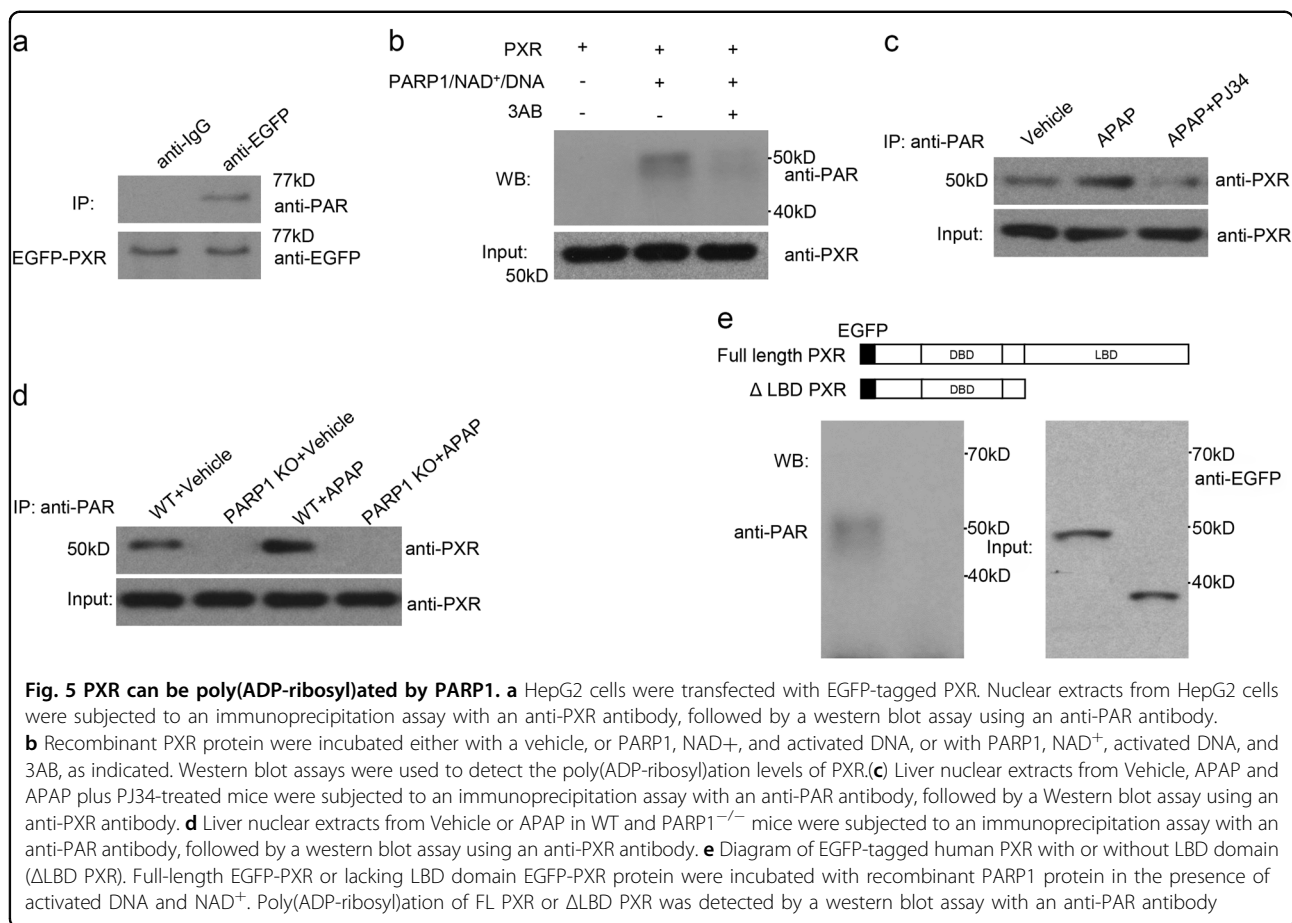 a
anti-IgG
anti-EGFP
77kD
IP:
anti-PAR
77kD
EGFP-PXR
anti-EGFP
b
PXR + + +
PARP1/NAD+/DNA - + +
3AB - - +
50kD
WB:
anti-PAR
40kD
Input:
anti-PXR
50kD
c
Vehicle
APAP
APAP+PJ34
IP: anti-PAR
50kD
anti-PXR
Input:
anti-PXR
d
WT+Vehicle
PARP1 KO+Vehicle
WT+APAP
PARP1 KO+APAP
IP: anti-PAR
50kD
anti-PXR
Input:
anti-PXR
e
EGFP
Full length PXR
DBD
LBD
Δ LBD PXR
DBD
WB:
-70kD
anti-PAR
-50kD
-40kD
-70kD
anti-EGFP
-50kD
Input:
-40kD
Fig. 5 PXR can be poly(ADP-ribosyl)ated by PARP1. a HepG2 cells were transfected with EGFP-tagged PXR. Nuclear extracts from HepG2 cells
were subjected to an immunoprecipitation assay with an anti-PXR antibody, followed by a western blot assay using an anti-PAR antibody.
b Recombinant PXR protein were incubated either with a vehicle, or PARP1, NAD+, and activated DNA, or with PARP1, NAD+, activated DNA, and
3AB, as indicated. Western blot assays were used to detect the poly(ADP-ribosyl)ation levels of PXR.(c) Liver nuclear extracts from Vehicle, APAP and
APAP plus PJ34-treated mice were subjected to an immunoprecipitation assay with an anti-PAR antibody, followed by a Western blot assay using an
anti-PXR antibody. d Liver nuclear extracts from Vehicle or APAP in WT and PARP1−/− mice were subjected to an immunoprecipitation assay with an
anti-PAR antibody, followed by a western blot assay using an anti-PXR antibody. e Diagram of EGFP-tagged human PXR with or without LBD domain
(ΔLBD PXR). Full-length EGFP-PXR or lacking LBD domain EGFP-PXR protein were incubated with recombinant PARP1 protein in the presence of
activated DNA and NAD+. Poly(ADP-ribosyl)ation of FL PXR or ΔLBD PXR was detected by a western blot assay with an anti-PAR antibody